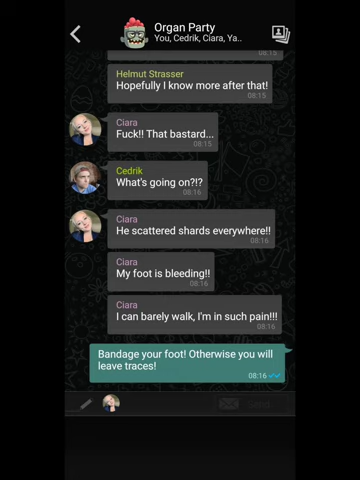 Organ Party
You, Cedrik, Ciara, Ya..
08:15
Helmut Strasser
Hopefully I know more after that!
08:15
Ciara
Fuck!! That bastard...
08:15
Cedrik
What's going on?!?
08:16
Ciara
He scattered shards everywhere!!
08:16
Ciara
My foot is bleeding!!
08:16
Ciara
I can barely walk, I'm in such pain!!!
08:16
Bandage your foot! Otherwise you will
leave traces!
08:16
Send